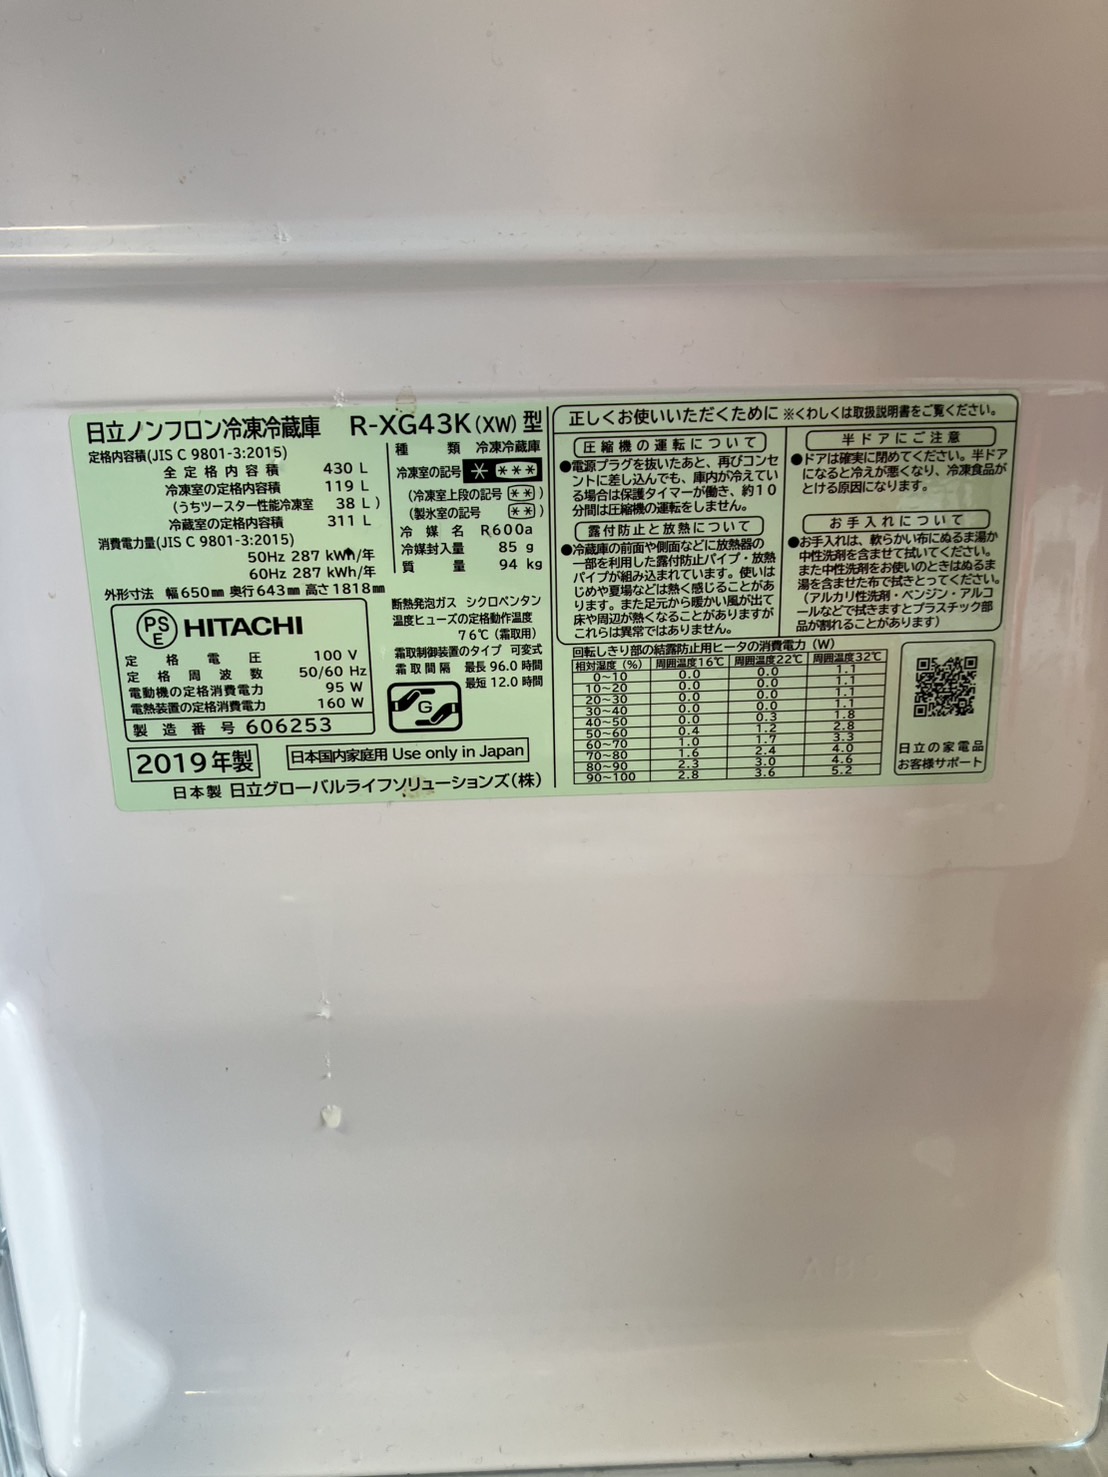 日立ノンフロン冷凍冷蔵庫 R-XG43K(XW)型
定格内容積(JIS C 9801-3:2015)
全定格内容積 430 L
冷凍室の定格内容積 119 L
(うちツースター性能冷凍室 38 L)
冷蔵室の定格内容積 311 L
消費電力量(JIS C 9801-3:2015)
50Hz 287 kWh/年
60Hz 287 kWh/年
外形寸法 幅650mm 奥行643mm 高さ1818mm
種類 冷凍冷蔵庫
冷凍室の記号 * ***
(冷凍室上段の記号 **)
(製氷室の記号 **)
冷媒名 R600a
冷媒封入量 85 g
質量 94 kg
PS
E
HITACHI
定格電圧 100 V
定格周波数 50/60 Hz
電動機の定格消費電力 95 W
電熱装置の定格消費電力 160 W
製造番号 606253
断熱発泡ガス シクロペンタン
温度ヒューズの定格動作温度
76℃(霜取用)
霜取制御装置のタイプ 可変式
霜取間隔 最長 96.0 時間
最短 12.0 時間
G
2019年製
日本国内家庭用 Use only in Japan
日本製 日立グローバルライフソリューションズ(株)
正しくお使いいただくために ※くわしくは取扱説明書をご覧ください。
圧縮機の運転について
●電源プラグを抜いたあと、再びコンセ
ントに差し込んでも、庫内が冷えてい
る場合は保護タイマーが働き、約10
分間は圧縮機の運転をしません。
露付防止と放熱について
●冷蔵庫の前面や側面などに放熱器の
一部を利用した露付防止パイプ・放熱
パイプが組み込まれています。使いは
じめや夏場などは熱く感じることがあ
ります。また足元から暖かい風が出て
床や周辺が熱くなることがありますが
これらは異常ではありません。
半ドアにご注意
●ドアは確実に閉めてください。半ドア
になると冷えが悪くなり、冷凍食品が
とける原因になります。
お手入れについて
●お手入れは、軟らかい布にぬるま湯か
中性洗剤を含ませて拭いてください。
また中性洗剤をお使いのときはぬるま
湯を含ませた布で拭きとってください。
(アルカリ性洗剤・ベンジン・アルコ
ールなどで拭きますとプラスチック部
品が割れることがあります)
回転しきり部の結露防止用ヒータの消費電力(W)
相対湿度(%) 周囲温度16℃ 周囲温度22℃ 周囲温度32℃
0~10 0.0 0.0 1.1
10~20 0.0 0.0 1.1
20~30 0.0 0.0 1.1
30~40 0.0 0.0 1.1
40~50 0.0 0.3 1.8
50~60 0.4 1.2 2.8
60~70 1.0 1.7 3.3
70~80 1.6 2.4 4.0
80~90 2.3 3.0 4.6
90~100 2.8 3.6 5.2
日立の家電品
お客様サポート